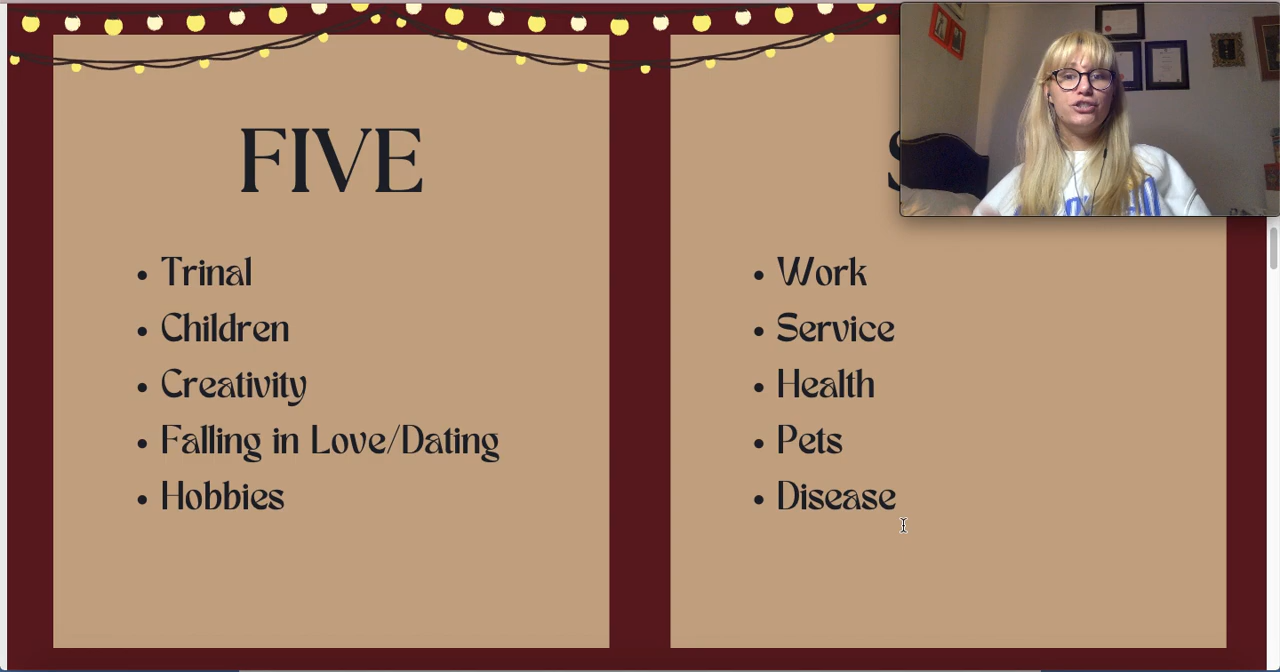 FIVE
Trinal
Children
Creativity
Falling in Love/Dating
Hobbies
Work
Service
Health
Pets
Disease